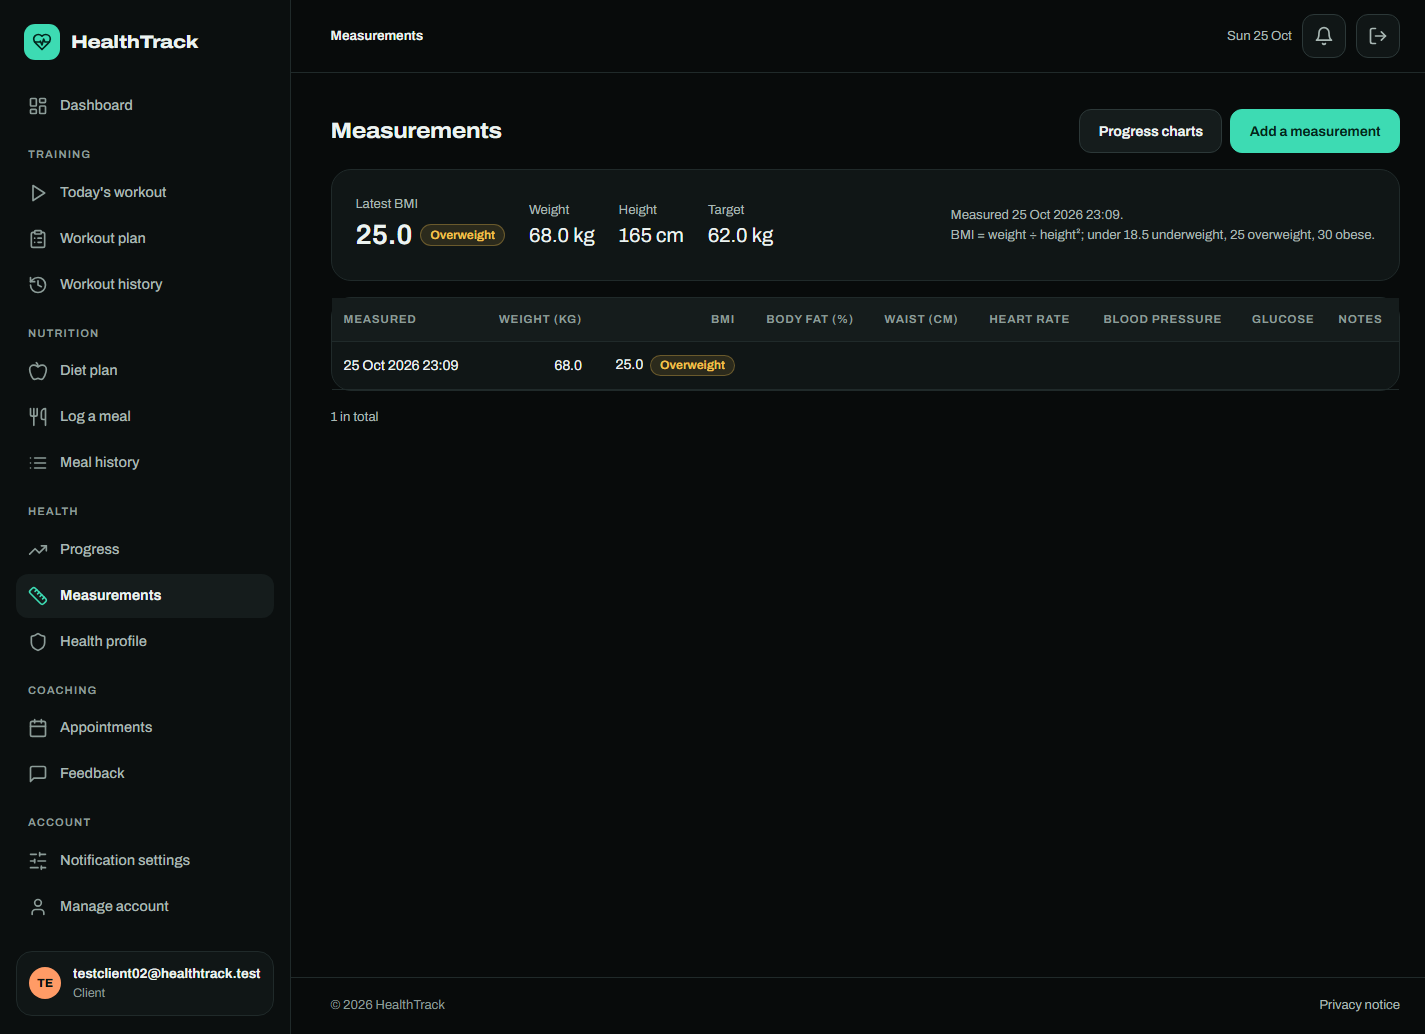 HealthTrack
Dashboard
TRAINING
Today's workout
Workout plan
Workout history
NUTRITION
Diet plan
Log a meal
Meal history
HEALTH
Progress
Measurements
Health profile
COACHING
Appointments
Feedback
ACCOUNT
Notification settings
Manage account
TE
testclient02@healthtrack.test
Client
Measurements
Sun 25 Oct
Measurements
Progress charts
Add a measurement
Latest BMI
25.0 Overweight
Weight
68.0 kg
Height
165 cm
Target
62.0 kg
Measured 25 Oct 2026 23:09.
BMI = weight ÷ height²; under 18.5 underweight, 25 overweight, 30 obese.
MEASURED WEIGHT (KG) BMI BODY FAT (%) WAIST (CM) HEART RATE BLOOD PRESSURE GLUCOSE NOTES
25 Oct 2026 23:09 68.0 25.0 Overweight
1 in total
© 2026 HealthTrack
Privacy notice